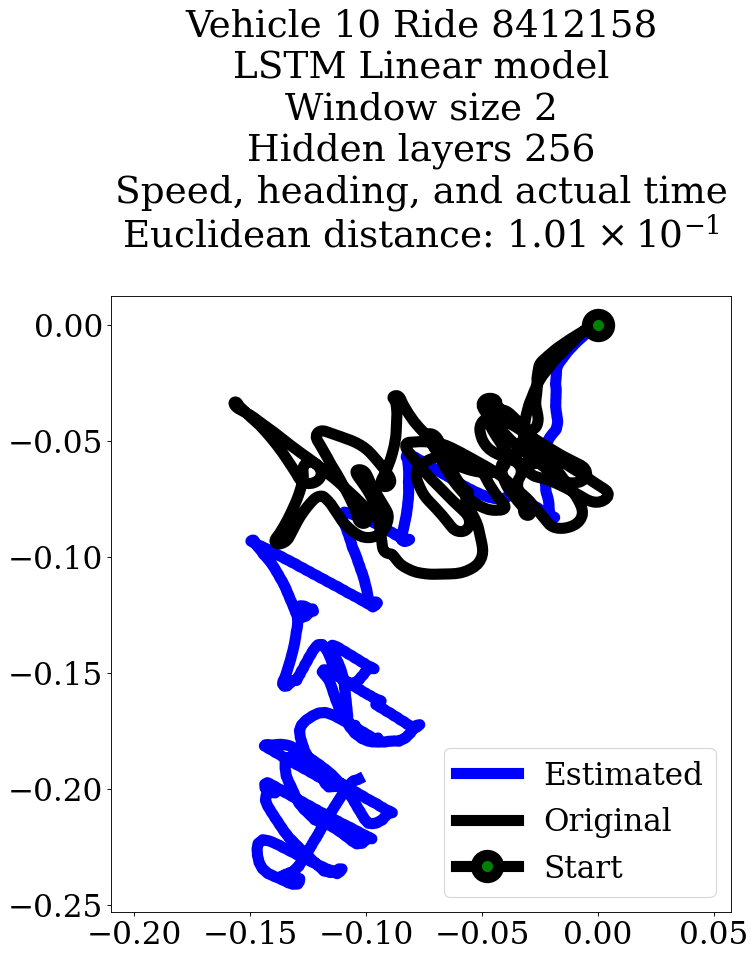 Vehicle 10 Ride 8412158
LSTM Linear model
Window size 2
Hidden layers 256
Speed, heading, and actual time
Euclidean distance: 1.01 × 10⁻¹
0.00
−0.05
−0.10
−0.15
−0.20
−0.25
Estimated
Original
Start
−0.20 −0.15 −0.10 −0.05 0.00 0.05